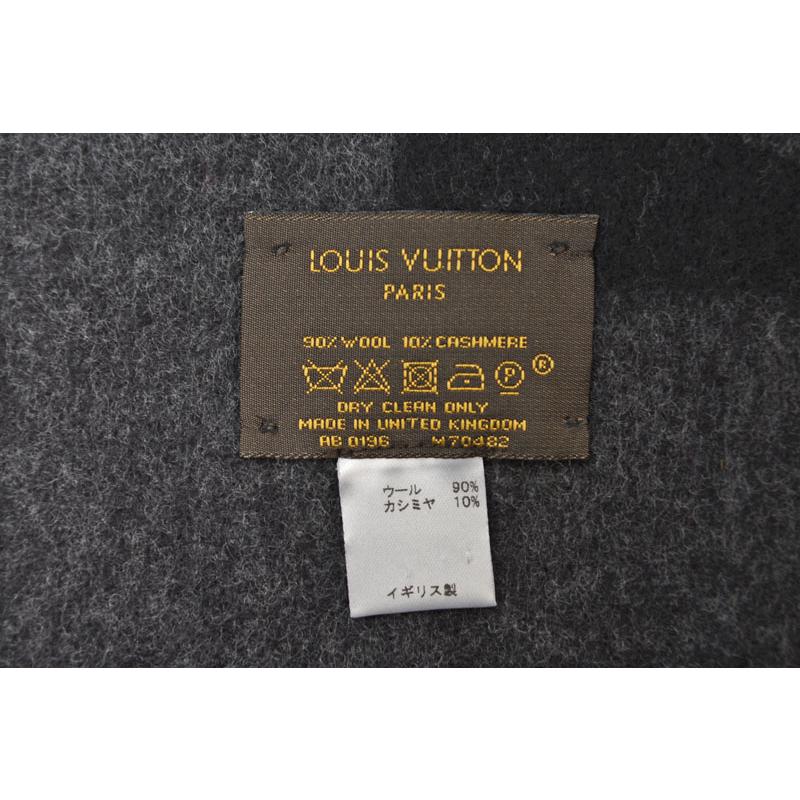 LOUIS VUITTON
PARIS
90% WOOL 10% CASHMERE
P ®
DRY CLEAN ONLY
MADE IN UNITED KINGDOM
AB 0196 M70482
ウール 90%
カシミヤ 10%
イギリス製